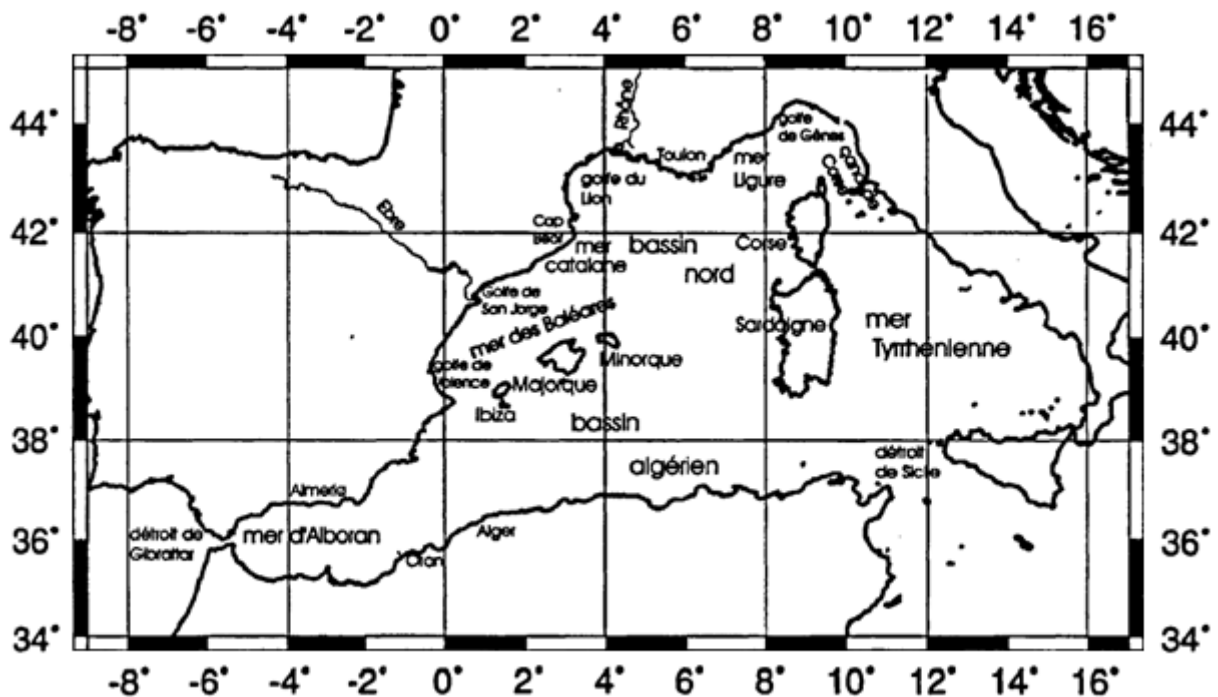 -8° -6° -4° -2° 0° 2° 4° 6° 8° 10° 12° 14° 16°
44° 44°
42° 42°
40° 40°
38° 38°
36° 36°
34° 34°
Rhône
golfe
de Gênes
Toulon
mer
Ligure
Canal
Corse
golfe du
Lion
Ebre
Cap
mer
catalane
bassin
nord
Corse
Golfe de
San Jorge
mer des Baléares
Sardaigne
mer
Tyrrhenienne
Minorque
golfe de
Valence
Majorque
Ibiza
bassin
algérien
détroit
de Sicile
Almeria
détroit de
Gibraltar
mer d'Alboran
Alger
Oran
-8° -6° -4° -2° 0° 2° 4° 6° 8° 10° 12° 14° 16°